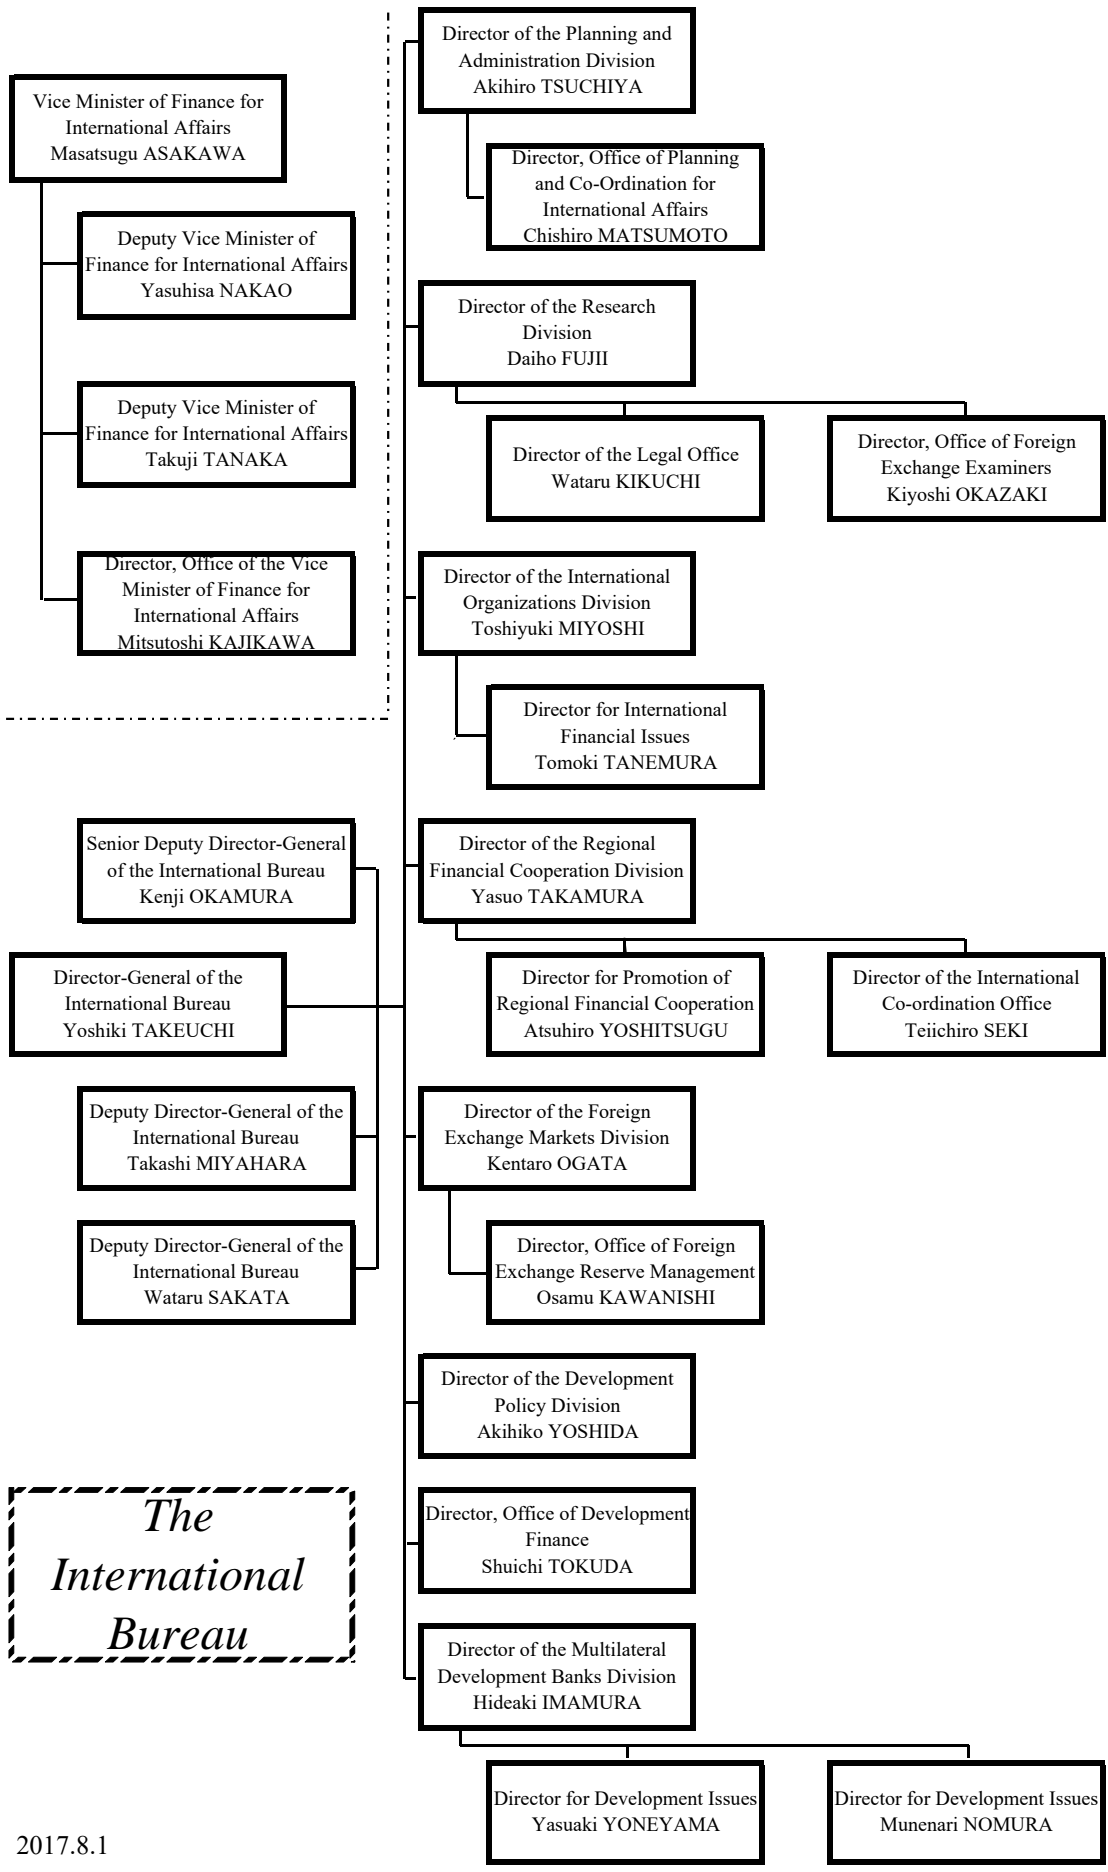 Vice Minister of Finance for
International Affairs
Masatsugu ASAKAWA
Deputy Vice Minister of
Finance for International Affairs
Yasuhisa NAKAO
Deputy Vice Minister of
Finance for International Affairs
Takuji TANAKA
Director, Office of the Vice
Minister of Finance for
International Affairs
Mitsutoshi KAJIKAWA
Senior Deputy Director-General
of the International Bureau
Kenji OKAMURA
Director-General of the
International Bureau
Yoshiki TAKEUCHI
Deputy Director-General of the
International Bureau
Takashi MIYAHARA
Deputy Director-General of the
International Bureau
Wataru SAKATA
Director of the Planning and
Administration Division
Akihiro TSUCHIYA
Director, Office of Planning
and Co-Ordination for
International Affairs
Chishiro MATSUMOTO
Director of the Research
Division
Daiho FUJII
Director of the Legal Office
Wataru KIKUCHI
Director, Office of Foreign
Exchange Examiners
Kiyoshi OKAZAKI
Director of the International
Organizations Division
Toshiyuki MIYOSHI
Director for International
Financial Issues
Tomoki TANEMURA
Director of the Regional
Financial Cooperation Division
Yasuo TAKAMURA
Director for Promotion of
Regional Financial Cooperation
Atsuhiro YOSHITSUGU
Director of the International
Co-ordination Office
Teiichiro SEKI
Director of the Foreign
Exchange Markets Division
Kentaro OGATA
Director, Office of Foreign
Exchange Reserve Management
Osamu KAWANISHI
Director of the Development
Policy Division
Akihiko YOSHIDA
Director, Office of Development
Finance
Shuichi TOKUDA
Director of the Multilateral
Development Banks Division
Hideaki IMAMURA
Director for Development Issues
Yasuaki YONEYAMA
Director for Development Issues
Munenari NOMURA
The
International
Bureau
2017.8.1